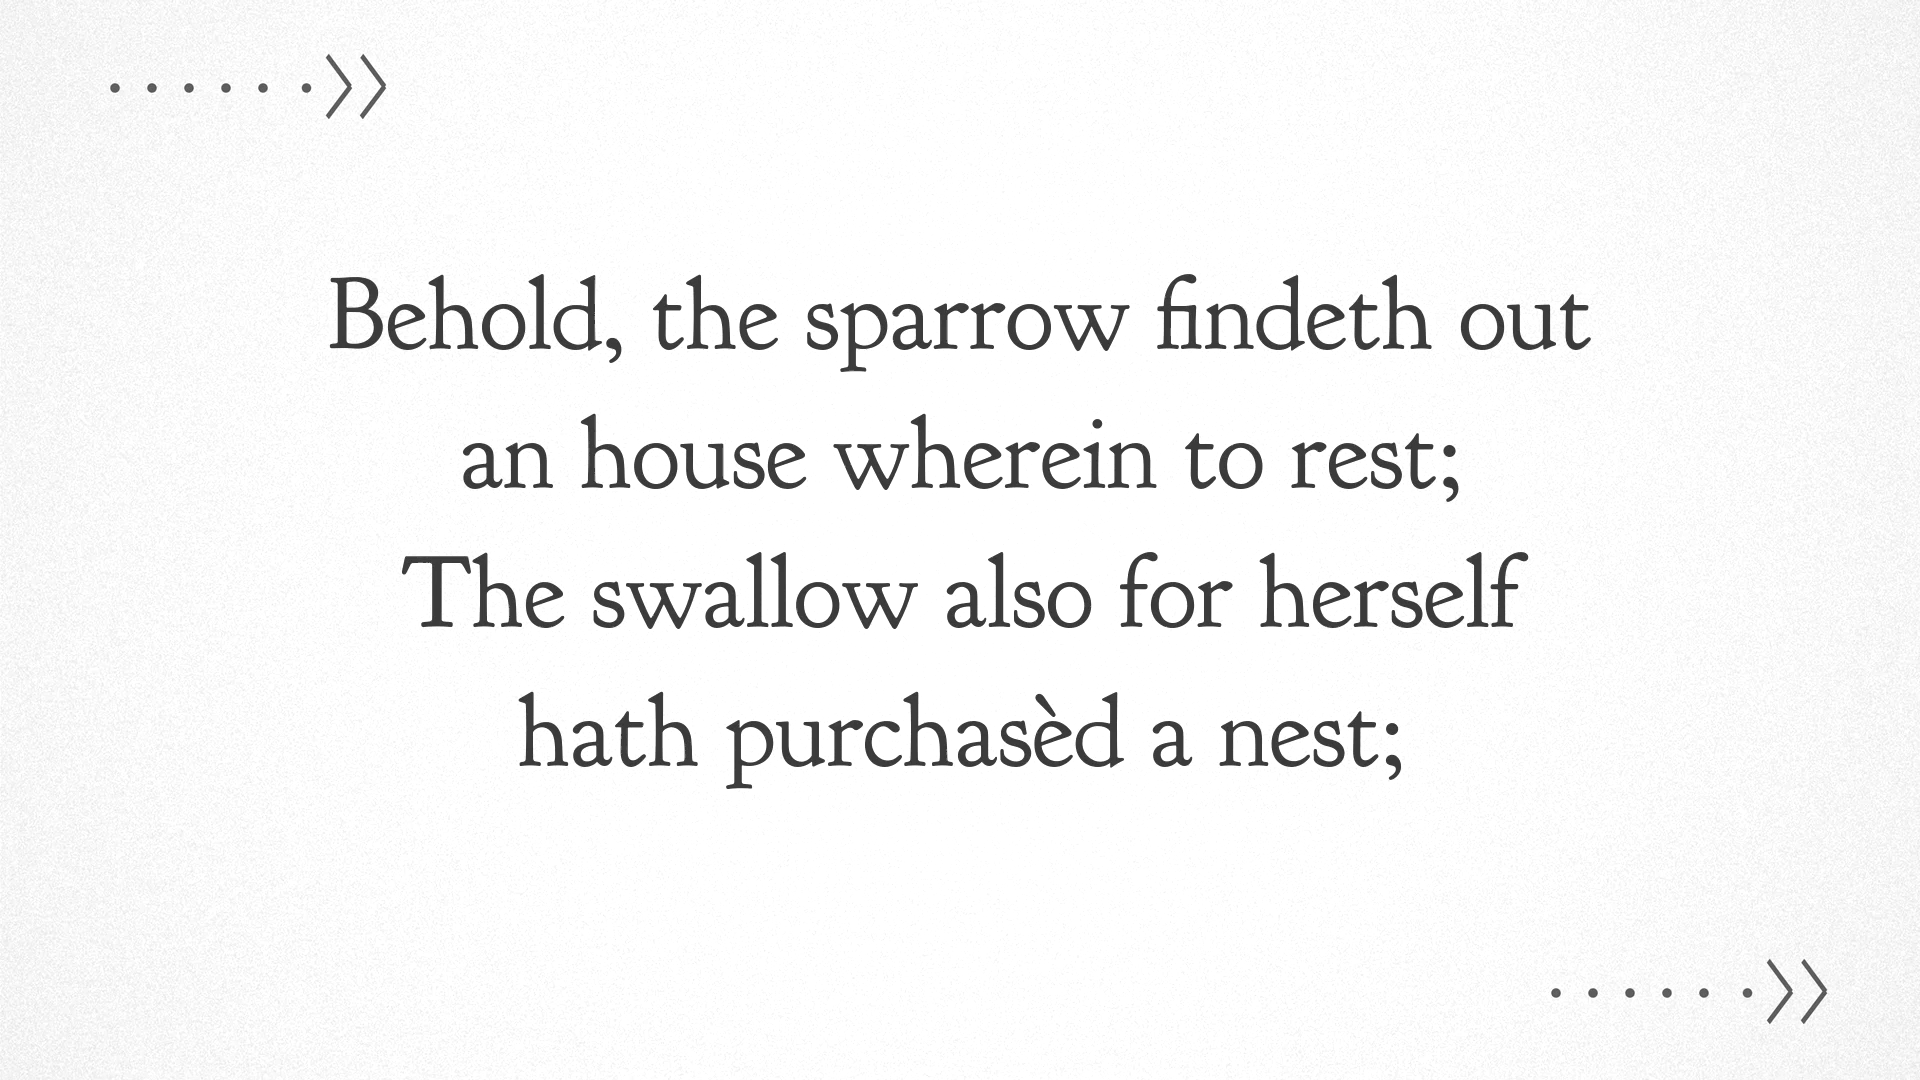 Behold, the sparrow findeth out
an house wherein to rest;
The swallow also for herself
hath purchasèd a nest;